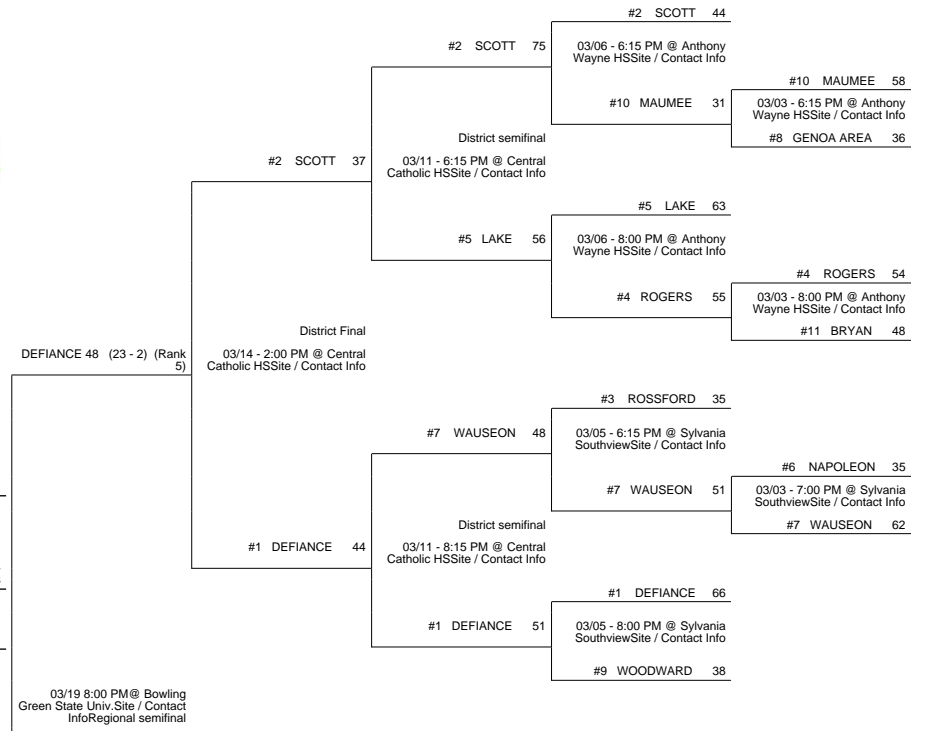 #2 SCOTT 44
#2 SCOTT 75
03/06 - 6:15 PM @ Anthony
Wayne HSSite / Contact Info
#10 MAUMEE 58
#10 MAUMEE 31
03/03 - 6:15 PM @ Anthony
Wayne HSSite / Contact Info
#8 GENOA AREA 36
District semifinal
#2 SCOTT 37
03/11 - 6:15 PM @ Central
Catholic HSSite / Contact Info
#5 LAKE 63
#5 LAKE 56
03/06 - 8:00 PM @ Anthony
Wayne HSSite / Contact Info
#4 ROGERS 54
#4 ROGERS 55
03/03 - 8:00 PM @ Anthony
Wayne HSSite / Contact Info
#11 BRYAN 48
District Final
DEFIANCE 48 (23 - 2) (Rank
5)
03/14 - 2:00 PM @ Central
Catholic HSSite / Contact Info
#3 ROSSFORD 35
#7 WAUSEON 48
03/05 - 6:15 PM @ Sylvania
SouthviewSite / Contact Info
#6 NAPOLEON 35
#7 WAUSEON 51
03/03 - 7:00 PM @ Sylvania
SouthviewSite / Contact Info
#7 WAUSEON 62
District semifinal
#1 DEFIANCE 44
03/11 - 8:15 PM @ Central
Catholic HSSite / Contact Info
#1 DEFIANCE 66
#1 DEFIANCE 51
03/05 - 8:00 PM @ Sylvania
SouthviewSite / Contact Info
#9 WOODWARD 38
03/19 8:00 PM@ Bowling
Green State Univ.Site / Contact
InfoRegional semifinal